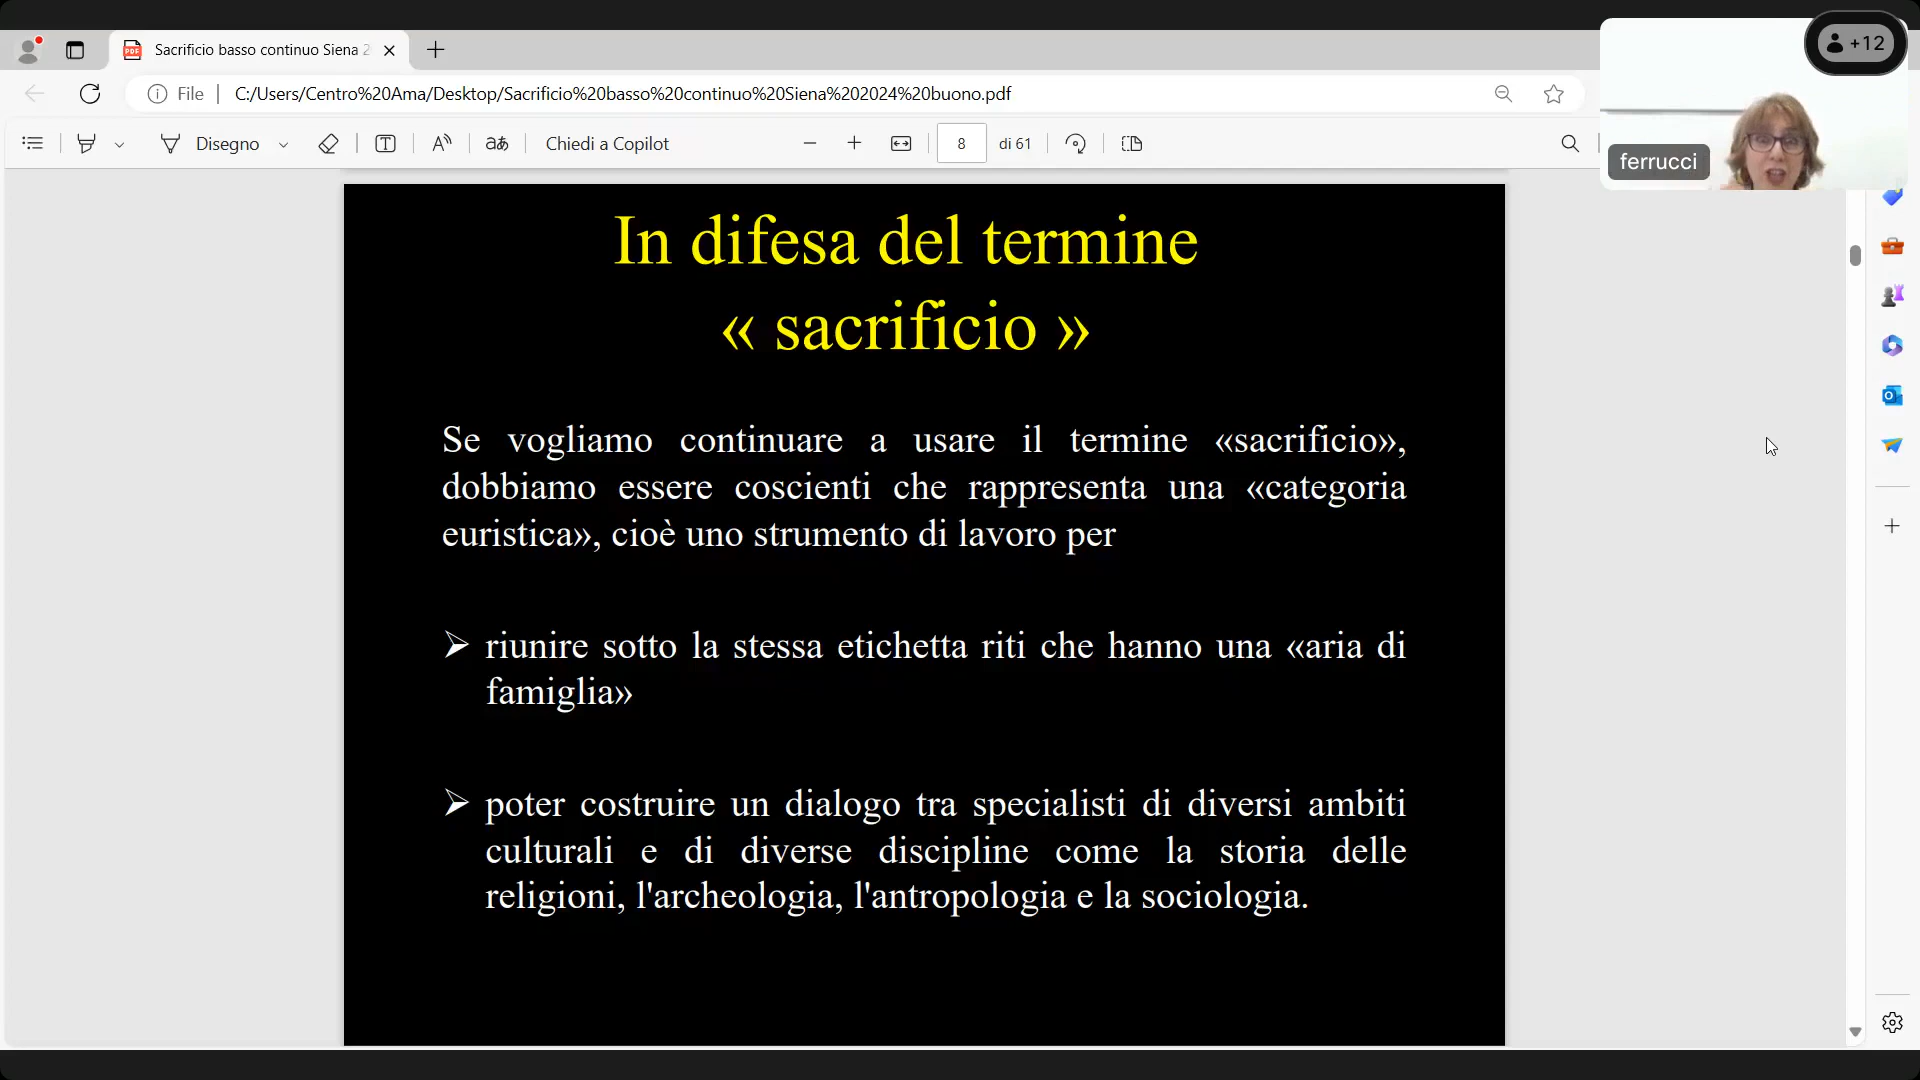 Sacrificio basso continuo Siena 2
+12
File
C:/Users/Centro%20Ama/Desktop/Sacrificio%20basso%20continuo%20Siena%202024%20buono.pdf
Disegno
Chiedi a Copilot
8
di 61
ferrucci
In difesa del termine
« sacrificio »
Se vogliamo continuare a usare il termine «sacrificio»,
dobbiamo essere coscienti che rappresenta una «categoria
euristica», cioè uno strumento di lavoro per
➢ riunire sotto la stessa etichetta riti che hanno una «aria di
famiglia»
➢ poter costruire un dialogo tra specialisti di diversi ambiti
culturali e di diverse discipline come la storia delle
religioni, l'archeologia, l'antropologia e la sociologia.